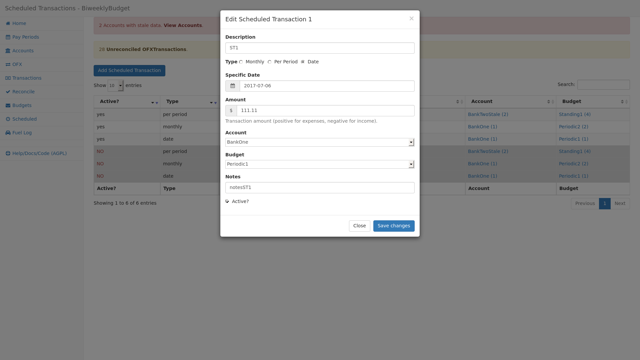 Scheduled Transactions - BiweeklyBudget
Home
Pay Periods
Accounts
OFX
Transactions
Reconcile
Budgets
Scheduled
Fuel Log
Help/Docs/Code (AGPL)
2 Accounts with stale data. View Accounts.
Unreconciled OFXTransactions
Add Scheduled Transaction
Show 10 entries
Search:
Active? Type Account Budget
yes per period BankTwoStale (2) Standing1 (4)
yes monthly BankOne (1) Periodic2 (2)
yes date BankOne (1) Periodic1 (1)
NO per period BankTwoStale (2) Standing1 (4)
NO monthly BankOne (1)
NO date BankOne (1)
Active? Type Account Budget
Showing 1 to 6 of 6 entries
Previous 1 Next
Edit Scheduled Transaction 1
×
Description
ST1
Type Monthly Per Period Date
Specific Date
2017-07-06
Amount
$ 111.11
Transaction amount (positive for expenses, negative for income).
Account
BankOne
Budget
Periodic1
Notes
notesST1
Active?
Close Save changes